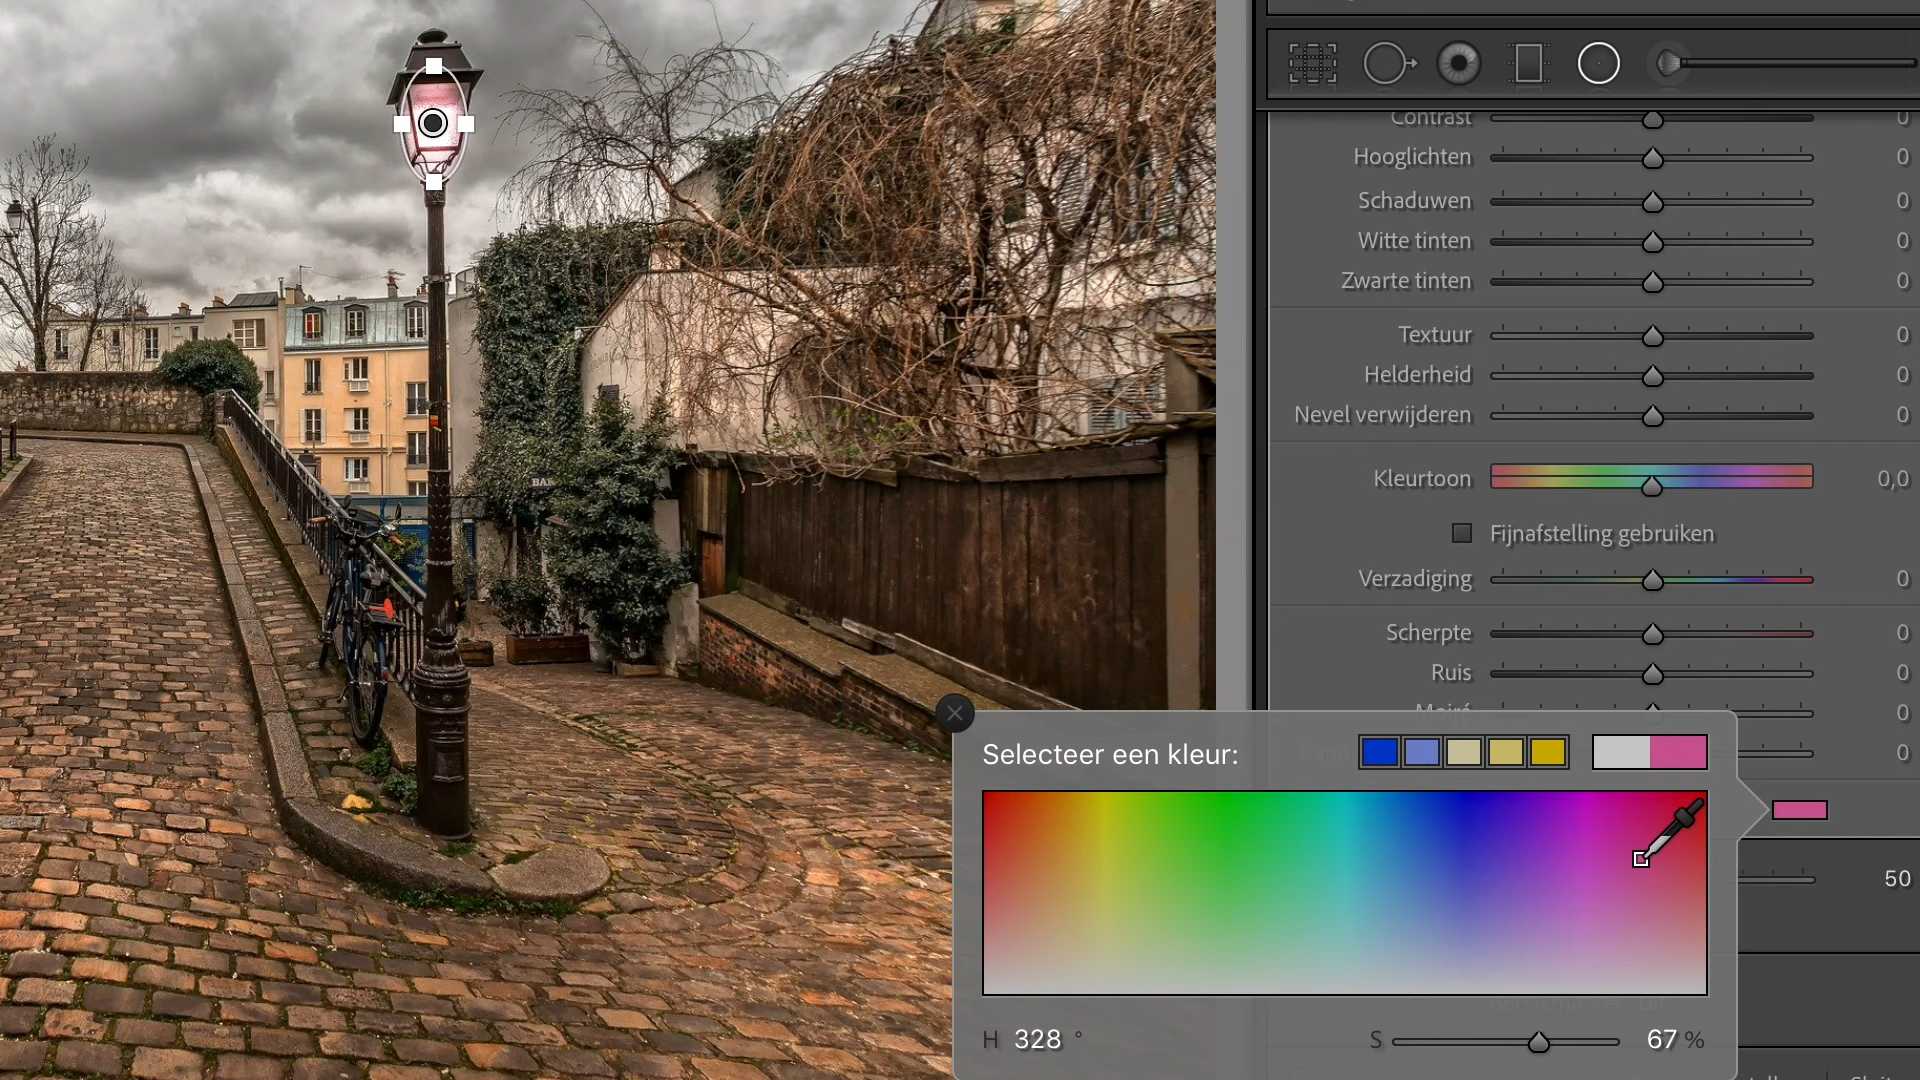 Contrast 0
Hooglichten 0
Schaduwen 0
Witte tinten 0
Zwarte tinten 0
Textuur 0
Helderheid 0
Nevel verwijderen 0
Kleurtoon 0,0
Fijnafstelling gebruiken
Verzadiging 0
Scherpte 0
Ruis 0
Moiré 0
0
BAR
Selecteer een kleur:
50
H 328 ° S 67 %